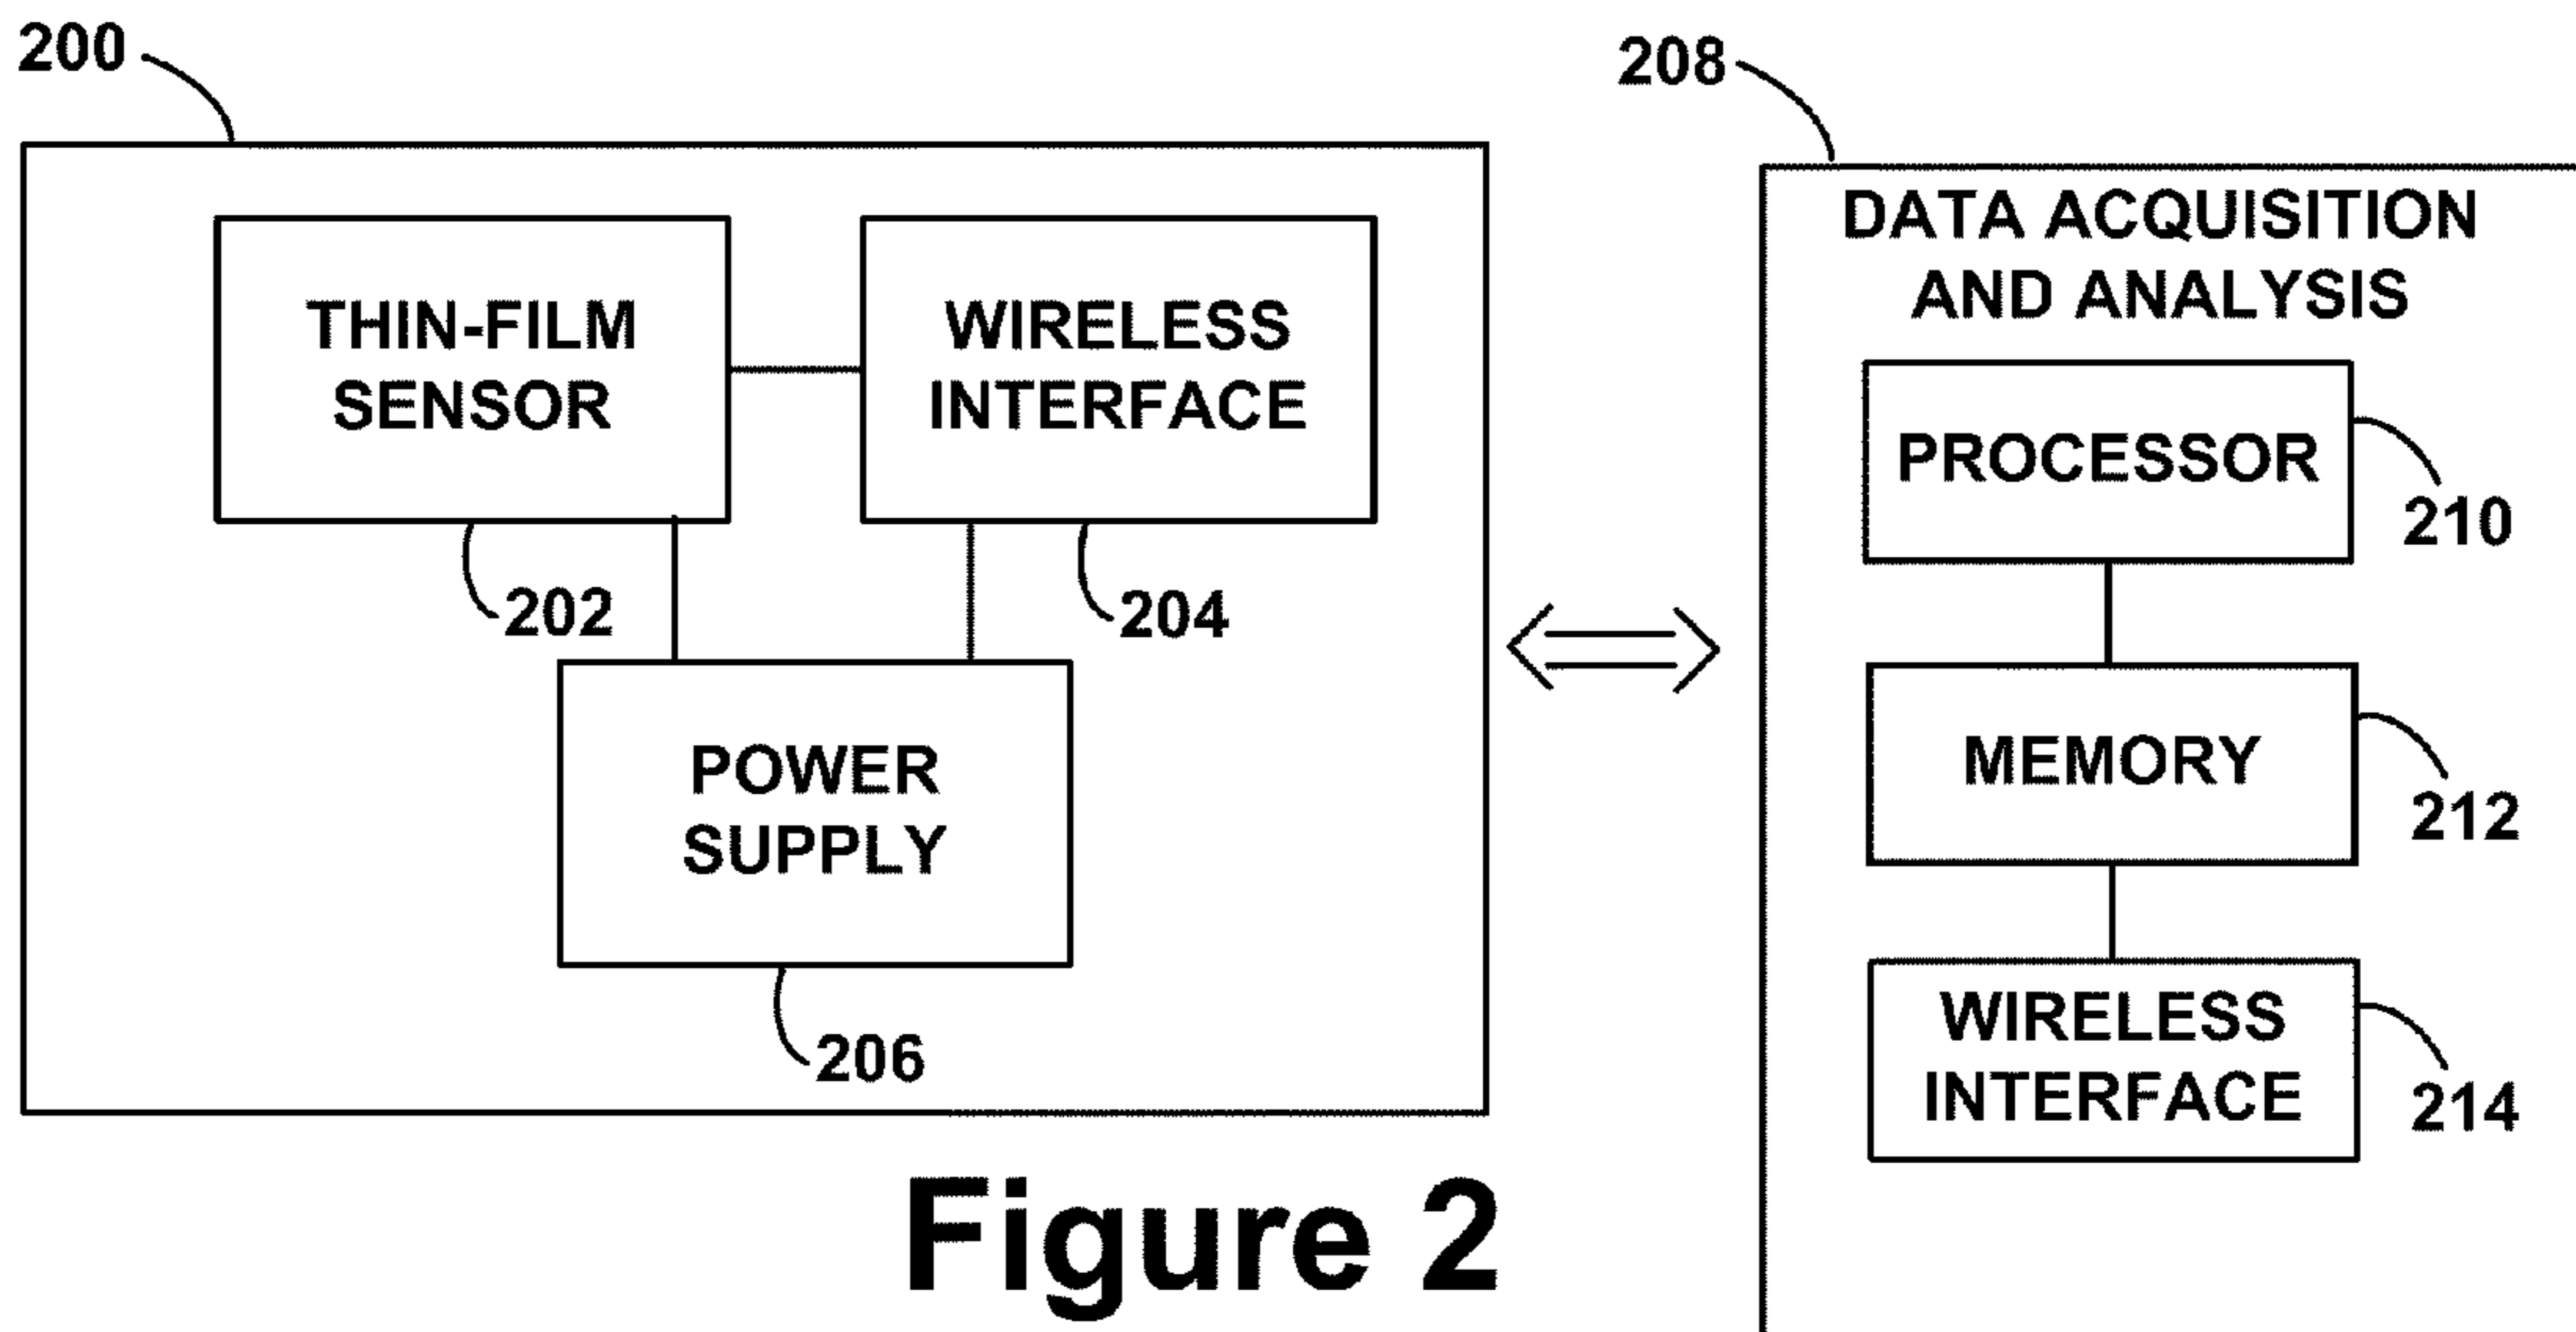 200
208
THIN-FILM
SENSOR
WIRELESS
INTERFACE
202
204
POWER
SUPPLY
206
DATA ACQUISITION
AND ANALYSIS
PROCESSOR
210
MEMORY
212
WIRELESS
INTERFACE
214
Figure 2